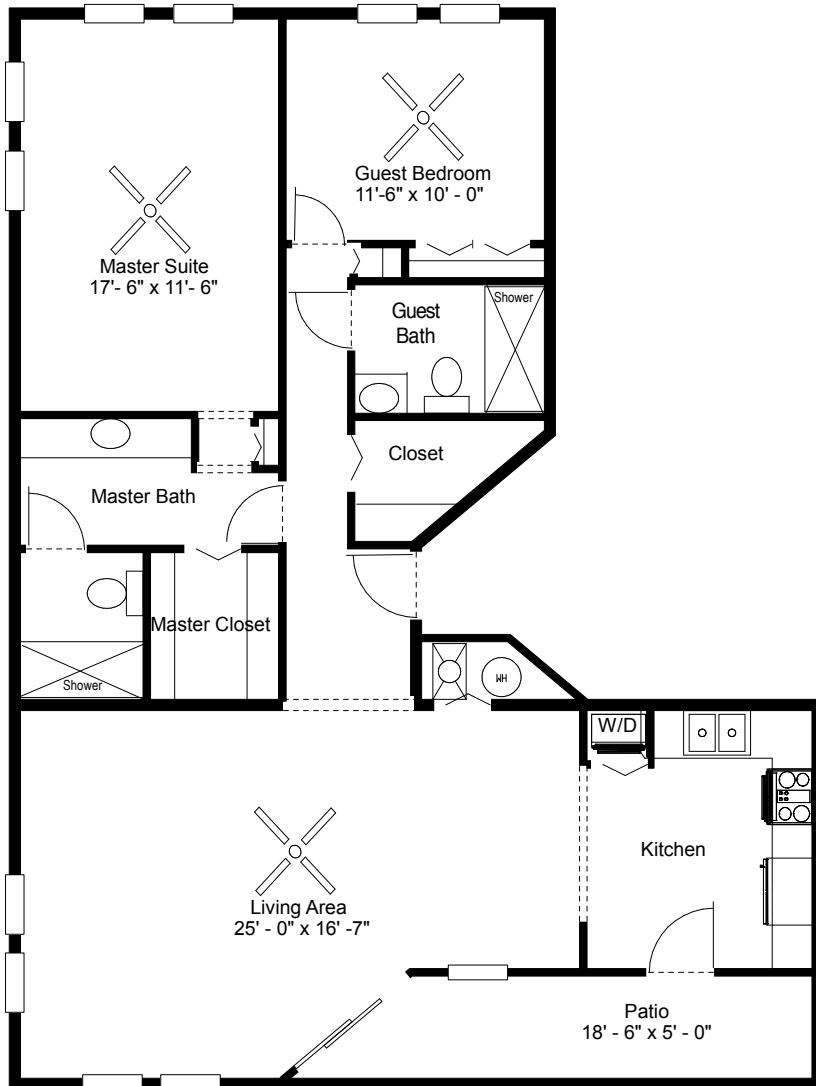 Guest Bedroom
11'-6" x 10' - 0"
Master Suite
17'- 6" x 11'- 6"
Guest
Bath
Shower
Closet
Master Bath
Master Closet
Shower
WH
W/D
Kitchen
Living Area
25' - 0" x 16' -7"
Patio
18' - 6" x 5' - 0"